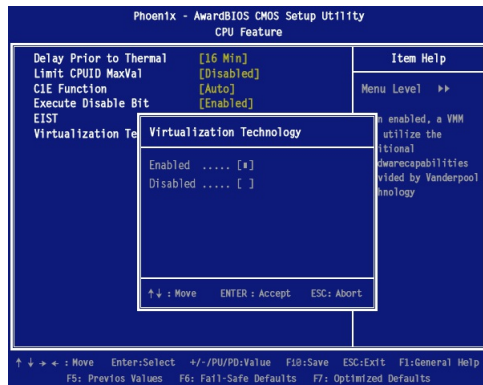 Phoenix - AwardBIOS CMOS Setup Utility
CPU Feature
Delay Prior to Thermal [16 Min]
Limit CPUID MaxVal [Disabled]
C1E Function [Auto]
Execute Disable Bit [Enabled]
EIST
Virtualization Te
Item Help
Menu Level ▸▸
n enabled, a VMM
utilize the
itional
dwarecapabilities
vided by Vanderpool
hnology
Virtualization Technology
Enabled ..... [▪]
Disabled ..... [ ]
↑↓ : Move ENTER : Accept ESC: Abort
↑ ↓ → ← : Move Enter:Select +/-/PU/PD:Value F10:Save ESC:Exit F1:General Help
F5: Previos Values F6: Fail-Safe Defaults F7: Optimized Defaults